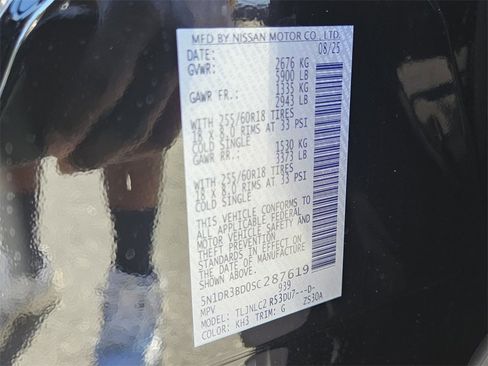 MFD BY NISSAN MOTOR CO., LTD.
DATE: 08/25
GVWR: 2676 KG
5900 LB
GAWR FR.: 1335 KG
2943 LB
WITH 255/60R18 TIRES
18 X 8.0 RIMS AT 33 PSI
COLD SINGLE
GAWR RR.: 1530 KG
3373 LB
WITH 255/60R18 TIRES
18 X 8.0 RIMS AT 33 PSI
COLD SINGLE
THIS VEHICLE CONFORMS TO
ALL APPLICABLE FEDERAL
MOTOR VEHICLE SAFETY AND
THEFT PREVENTION
STANDARDS IN EFFECT ON
THE DATE OF MANUFACTURE
SHOWN ABOVE.
5N1DR3BD0SC287619
MPV 939
MODEL: TLJNLC2 R53DU7---D-
COLOR: KH3 TRIM: G ZS30A